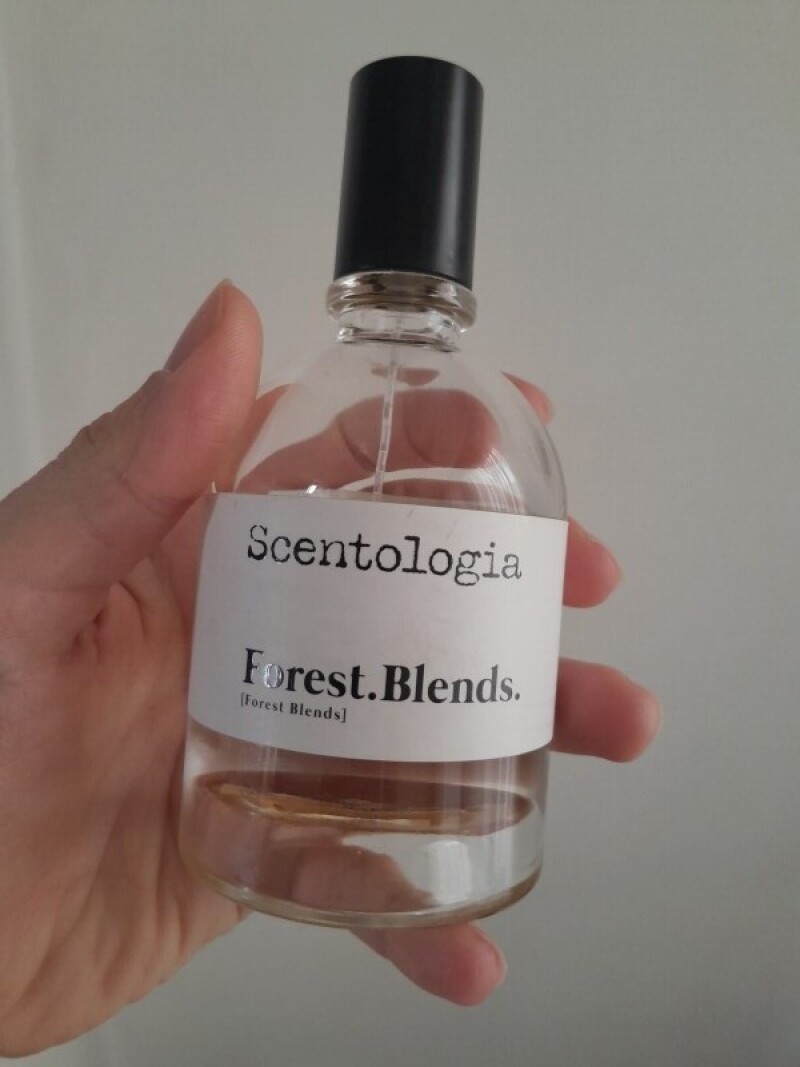 Scentologia
Forest.Blends.
[Forest Blends]